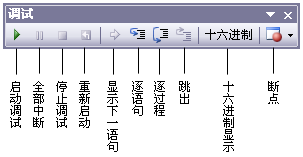 调试
十六进制
启动调试
全部中断
停止调试
重新启动
显示下一语句
逐语句
逐过程
跳出
十六进制显示
断点